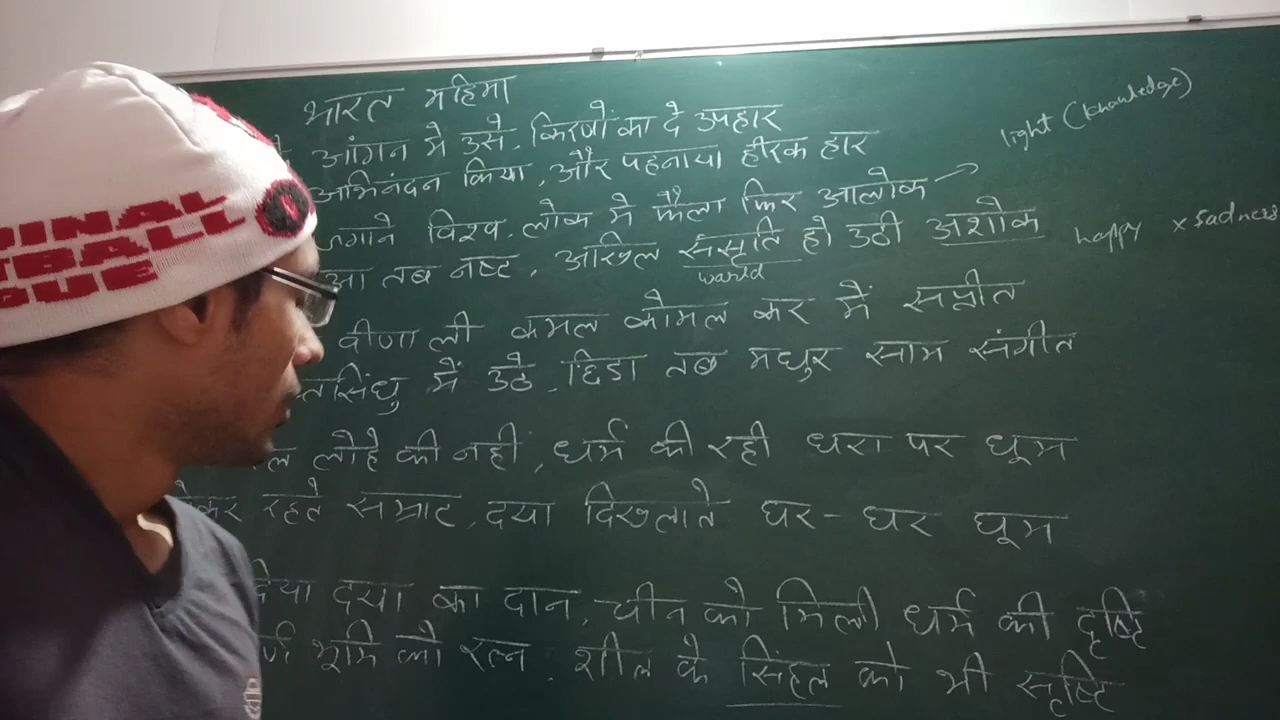 भारत महिमा
आंगन में उसे, किरणों का दे उपहार
अभिनंदन किया, और पहनाया हीरक हार
विश्व, लोक में फैला फिर आलोक → light (knowledge)
तब नष्ट, अखिल संसृति हो उठी अशोक happy x sadness
world
वीणा ली कमल कोमल कर में सप्रीत
तसिंधु में उठे, छिडा तब मधुर साम संगीत
ल लोहे की नही, धर्म की रही धरा पर धूम
रहते सम्राट, दया दिखलाते घर-घर घूम
दया का दान, चीन को मिली धर्म की दृष्टि
भूमि को रत्न, शील के सिंहल को भी सृष्टि